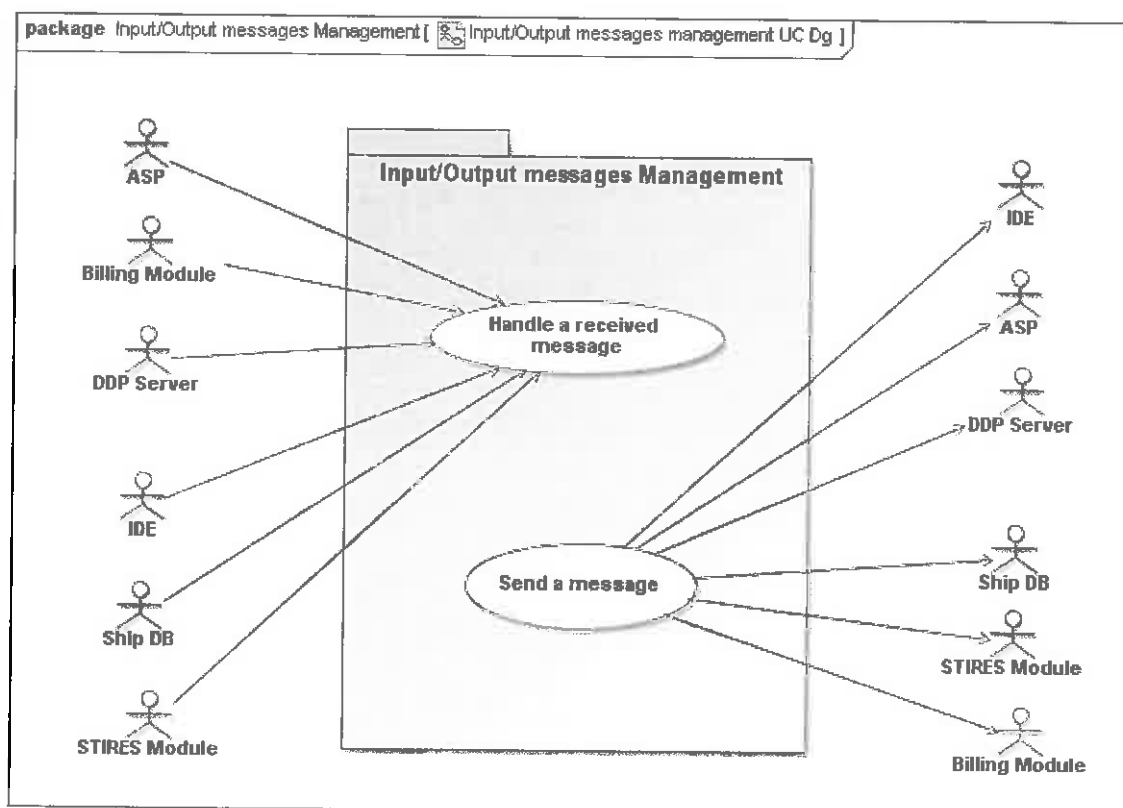 package Input/Output messages Management [ Input/Output messages management UC Dg ]
Input/Output messages Management
ASP
Billing Module
DDP Server
IDE
Ship DB
STIRES Module
Handle a received
message
Send a message
IDE
ASP
DDP Server
Ship DB
STIRES Module
Billing Module